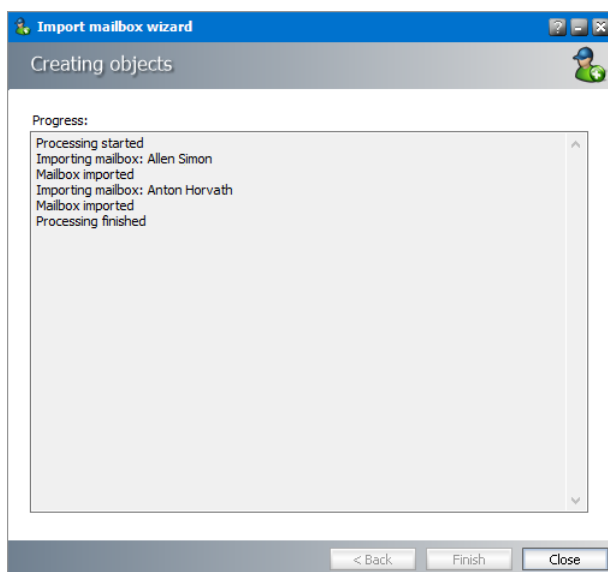 Import mailbox wizard
?
Creating objects
Progress:
Processing started
Importing mailbox: Allen Simon
Mailbox imported
Importing mailbox: Anton Horvath
Mailbox imported
Processing finished
< Back Finish Close